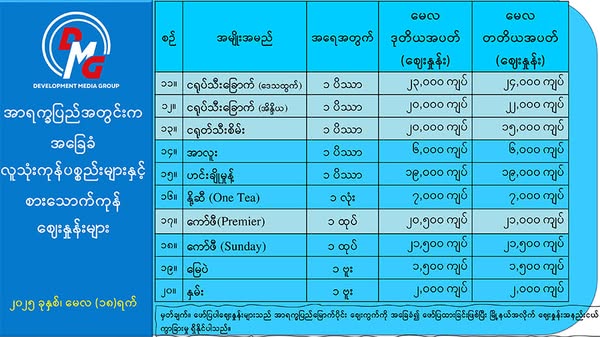 DMG
DEVELOPMENT MEDIA GROUP
အာရက္ခပြည်အတွင်းက
အခြေခံ
လူသုံးကုန်ပစ္စည်းများနှင့်
စားသောက်ကုန်
ဈေးနှုန်းများ
၂၀၂၅ ခုနှစ်၊ မေလ (၁၈)ရက်
စဉ် အမျိုးအမည် အရေအတွက် မေလ ဒုတိယအပတ် (ဈေးနှုန်း) မေလ တတိယအပတ် (ဈေးနှုန်း)
၁၁။ ငရုပ်သီးခြောက် (ဒေသထွက်) ၁ ပိဿာ ၂၃,၀၀၀ ကျပ် ၂၄,၀၀၀ ကျပ်
၁၂။ ငရုပ်သီးခြောက် (အိန္ဒိယ) ၁ ပိဿာ ၂၀,၀၀၀ ကျပ် ၂၂,၀၀၀ ကျပ်
၁၃။ ငရုတ်သီးစိမ်း ၁ ပိဿာ ၂၀,၀၀၀ ကျပ် ၁၅,၀၀၀ ကျပ်
၁၄။ အာလူး ၁ ပိဿာ ၆,၀၀၀ ကျပ် ၆,၀၀၀ ကျပ်
၁၅။ ဟင်းချိုမှုန့် ၁ ပိဿာ ၁၉,၀၀၀ ကျပ် ၁၉,၀၀၀ ကျပ်
၁၆။ နို့ဆီ (One Tea) ၁ လုံး ၇,၀၀၀ ကျပ် ၇,၀၀၀ ကျပ်
၁၇။ ကော်ဖီ(Premier) ၁ ထုပ် ၂၀,၅၀၀ ကျပ် ၂၁,၀၀၀ ကျပ်
၁၈။ ကော်ဖီ (Sunday) ၁ ထုပ် ၂၁,၅၀၀ ကျပ် ၂၁,၅၀၀ ကျပ်
၁၉။ မြေပဲ ၁ ဗူး ၁,၅၀၀ ကျပ် ၁,၅၀၀ ကျပ်
၂၀။ နှမ်း ၁ ဗူး ၂,၀၀၀ ကျပ် ၂,၀၀၀ ကျပ်
မှတ်ချက်။ ဖော်ပြပါဈေးနှုန်းများသည် အာရက္ခပြည်မြောက်ပိုင်း ဈေးကွက်ကို အခြေခံ၍ ဖော်ပြထားခြင်းဖြစ်ပြီး မြို့နယ်အလိုက် ဈေးနှုန်းအနည်းငယ်
ကွာခြားမှု ရှိနိုင်ပါသည်။